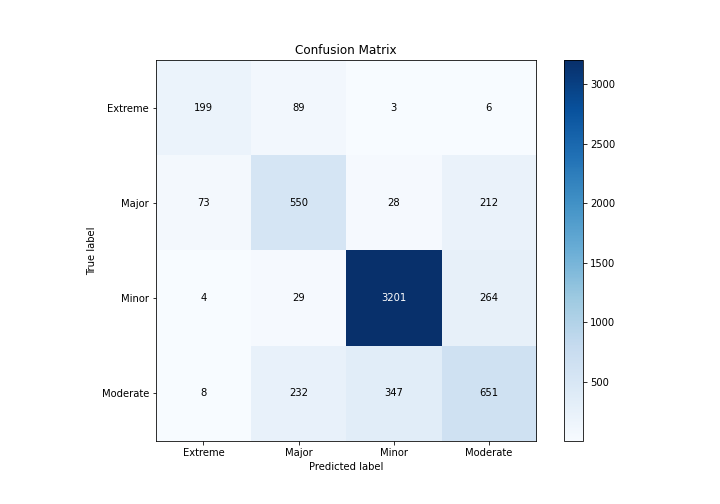 Confusion Matrix
Extreme 199 89 3 6
Major 73 550 28 212
Minor 4 29 3201 264
Moderate 8 232 347 651
Extreme Major Minor Moderate
Predicted label
True label
3000
2500
2000
1500
1000
500